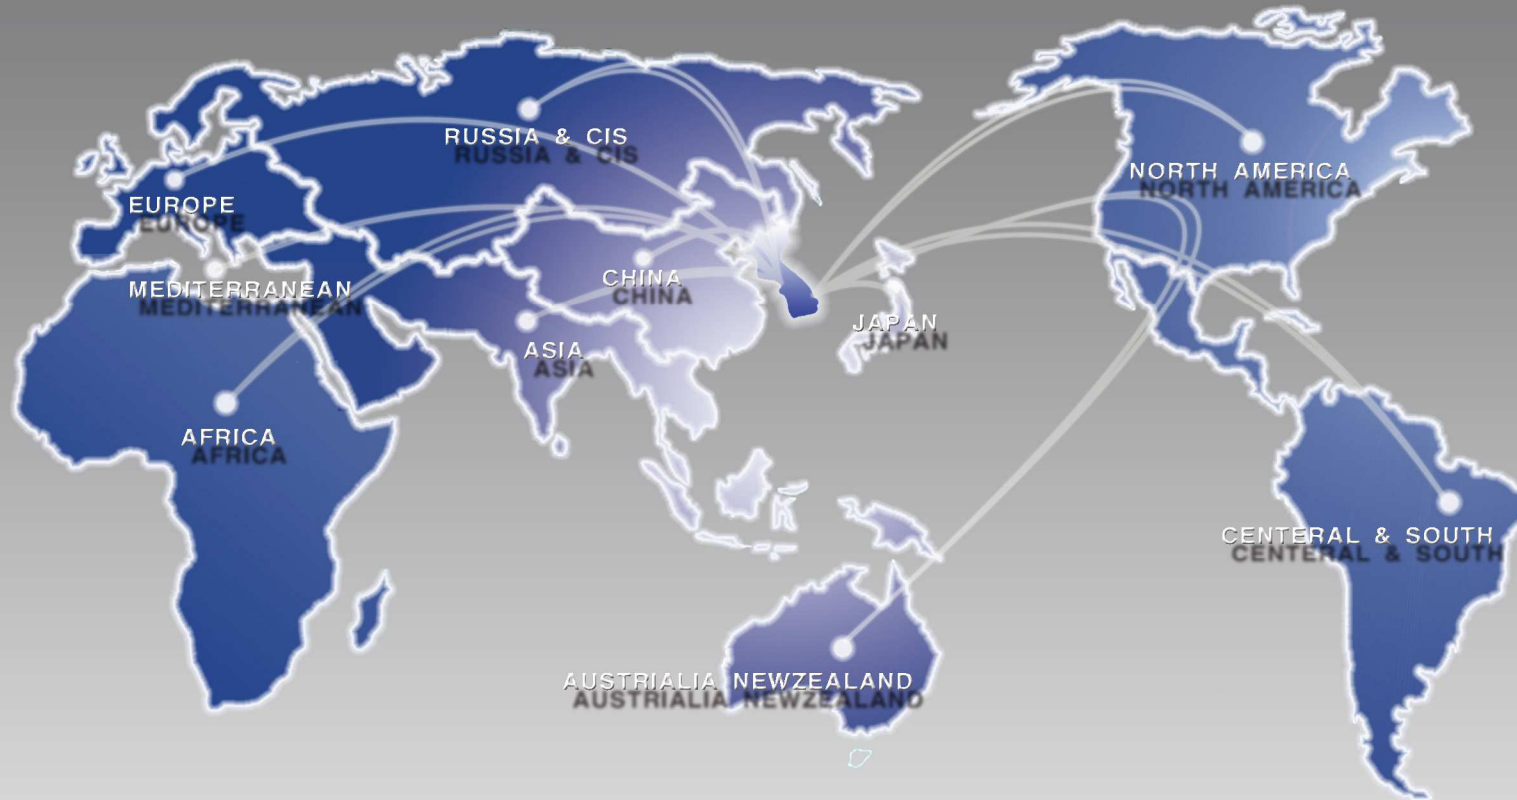 RUSSIA & CIS
NORTH AMERICA
EUROPE
CHINA
MEDITERRANEAN
JAPAN
ASIA
AFRICA
CENTERAL & SOUTH
AUSTRIALIA NEWZEALAND